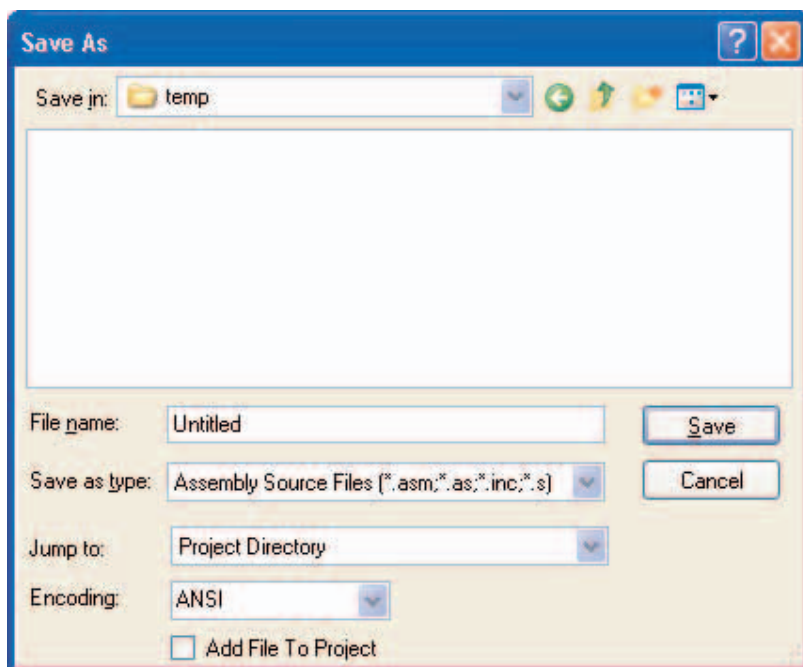 Save As
Save in: temp
File name: Untitled Save
Save as type: Assembly Source Files (*.asm;*.as;*.inc;*.s) Cancel
Jump to: Project Directory
Encoding: ANSI
Add File To Project